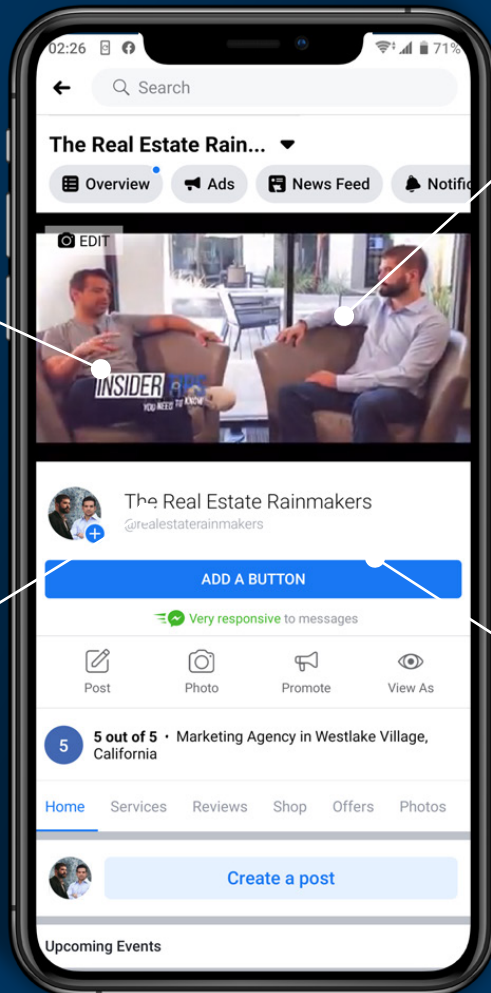 02:26 71%
Search
The Real Estate Rain...
Overview Ads News Feed Notific
EDIT
INSIDER
YOU NEED TO KNOW
The Real Estate Rainmakers
@realestaterainmakers
ADD A BUTTON
Very responsive to messages
Post Photo Promote View As
5 5 out of 5 · Marketing Agency in Westlake Village,
California
Home Services Reviews Shop Offers Photos
Create a post
Upcoming Events